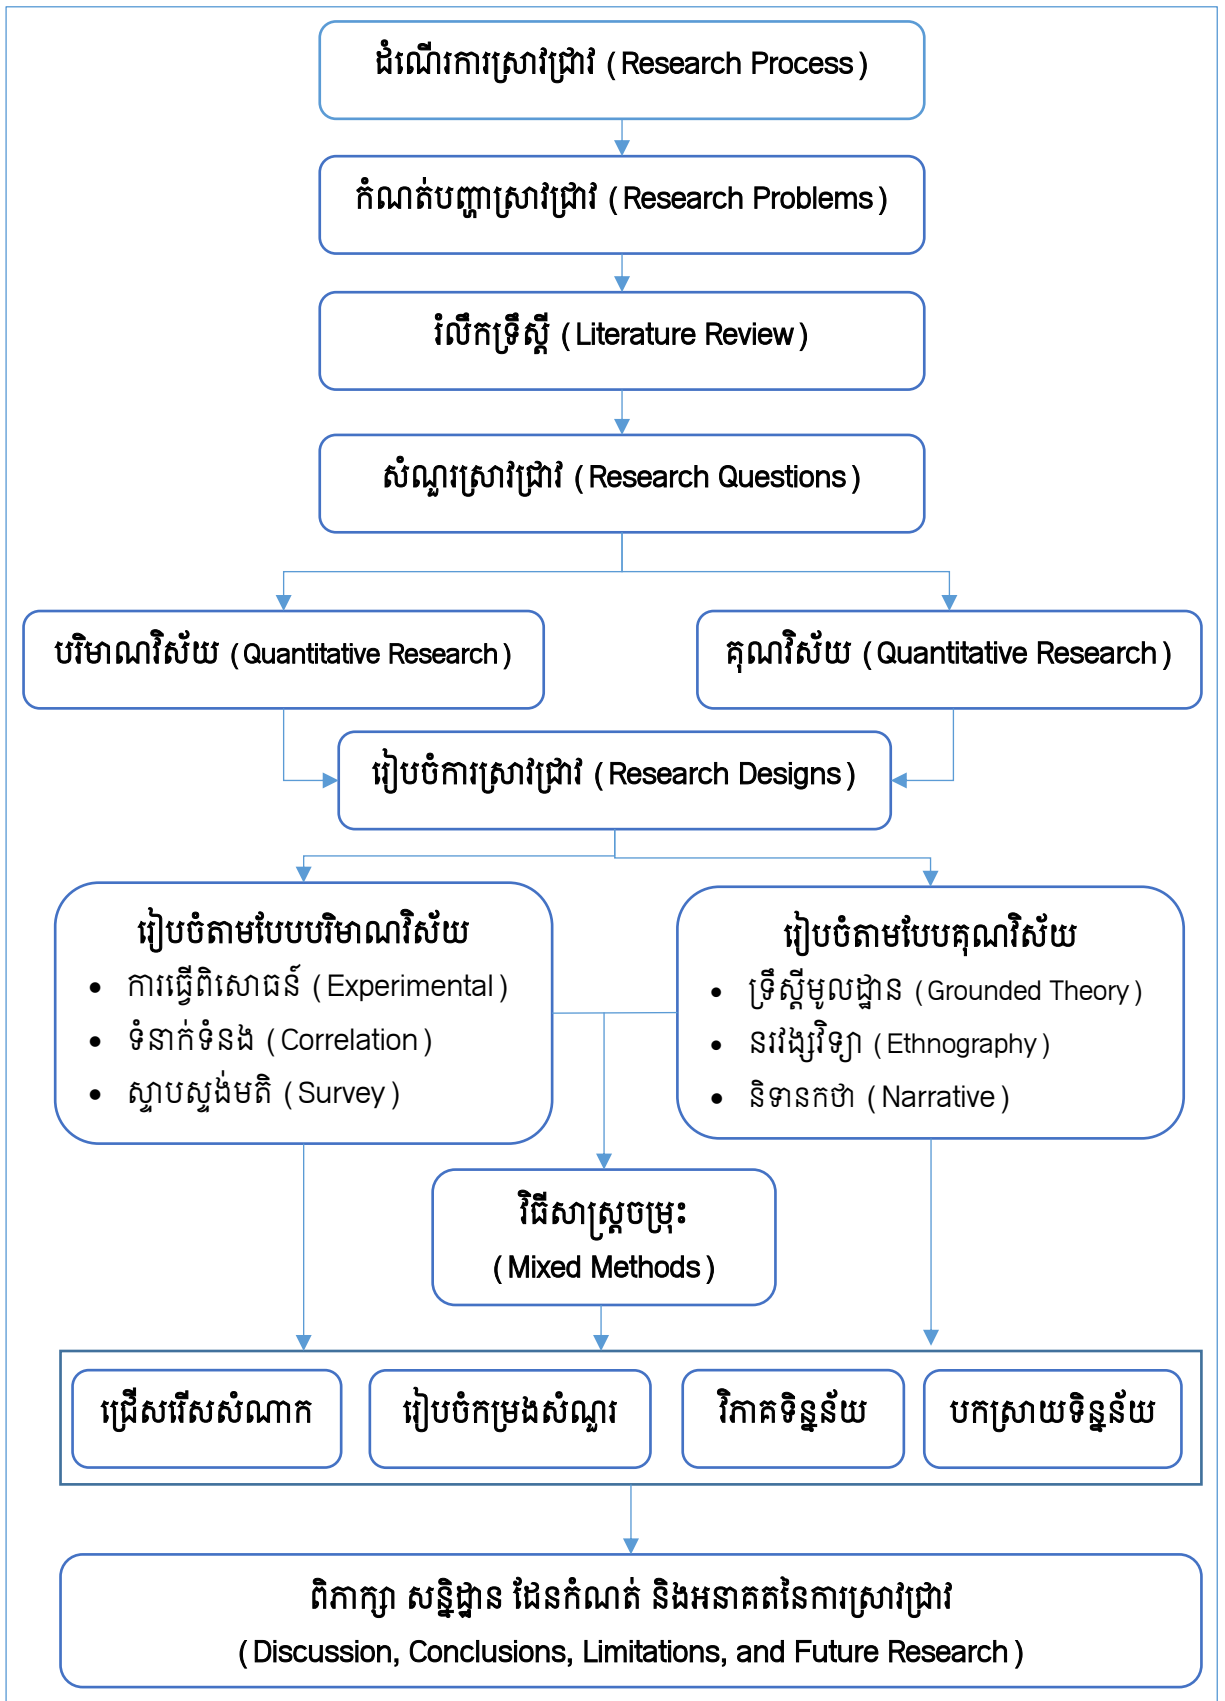 ដំណើរការស្រាវជ្រាវ (Research Process)
កំណត់បញ្ហាស្រាវជ្រាវ (Research Problems)
រំលឹកទ្រឹស្តី (Literature Review)
សំណួរស្រាវជ្រាវ (Research Questions)
បរិមាណវិស័យ (Quantitative Research)
គុណវិស័យ (Quantitative Research)
រៀបចំការស្រាវជ្រាវ (Research Designs)
រៀបចំតាមបែបបរិមាណវិស័យ
• ការធ្វើពិសោធន៍ (Experimental)
• ទំនាក់ទំនង (Correlation)
• ស្ទាបស្ទង់មតិ (Survey)
រៀបចំតាមបែបគុណវិស័យ
• ទ្រឹស្តីមូលដ្ឋាន (Grounded Theory)
• នរវង្សវិទ្យា (Ethnography)
• និទានកថា (Narrative)
វិធីសាស្ត្រចម្រុះ
(Mixed Methods)
ជ្រើសរើសសំណាក
រៀបចំកម្រងសំណួរ
វិភាគទិន្នន័យ
បកស្រាយទិន្នន័យ
ពិភាក្សា សន្និដ្ឋាន ដែនកំណត់ និងអនាគតនៃការស្រាវជ្រាវ
(Discussion, Conclusions, Limitations, and Future Research)